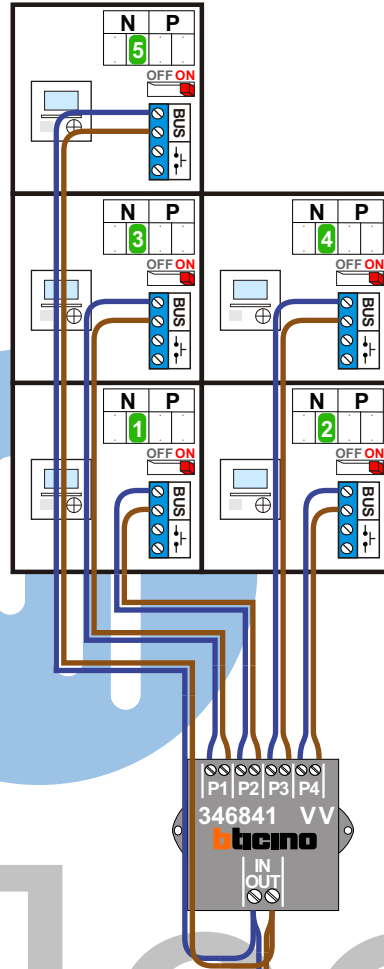 N P
5
OFF ON
BUS
N P
3
OFF ON
BUS
N P
4
OFF ON
BUS
N P
1
OFF ON
BUS
N P
2
OFF ON
BUS
P1 P2 P3 P4
346841 V V
bticino
IN
OUT